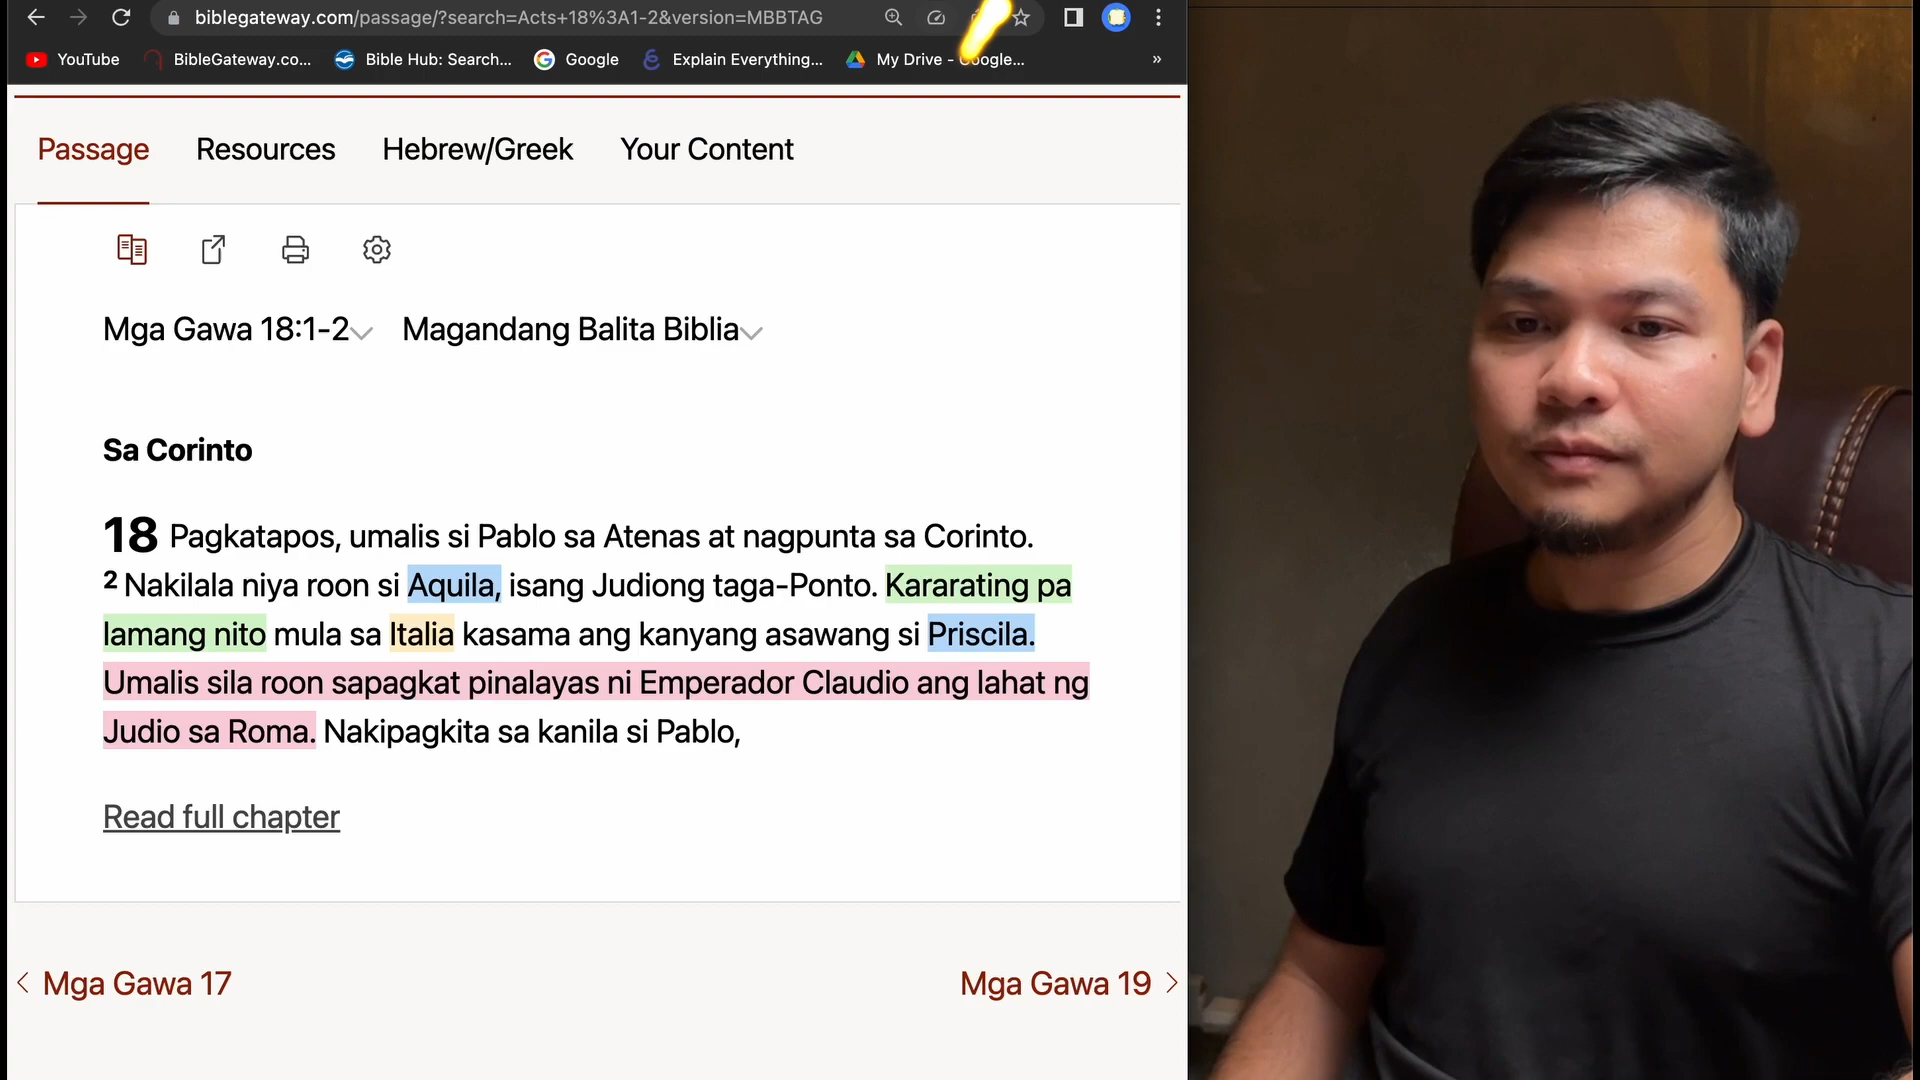 biblegateway.com/passage/?search=Acts+18%3A1-2&version=MBBTAG
YouTube BibleGateway.co... Bible Hub: Search... Google Explain Everything... My Drive - Google... »
Passage Resources Hebrew/Greek Your Content
Mga Gawa 18:1-2 Magandang Balita Biblia
Sa Corinto
18 Pagkatapos, umalis si Pablo sa Atenas at nagpunta sa Corinto.
2 Nakilala niya roon si Aquila, isang Judiong taga-Ponto. Kararating pa
lamang nito mula sa Italia kasama ang kanyang asawang si Priscila.
Umalis sila roon sapagkat pinalayas ni Emperador Claudio ang lahat ng
Judio sa Roma. Nakipagkita sa kanila si Pablo,
Read full chapter
Mga Gawa 17 Mga Gawa 19